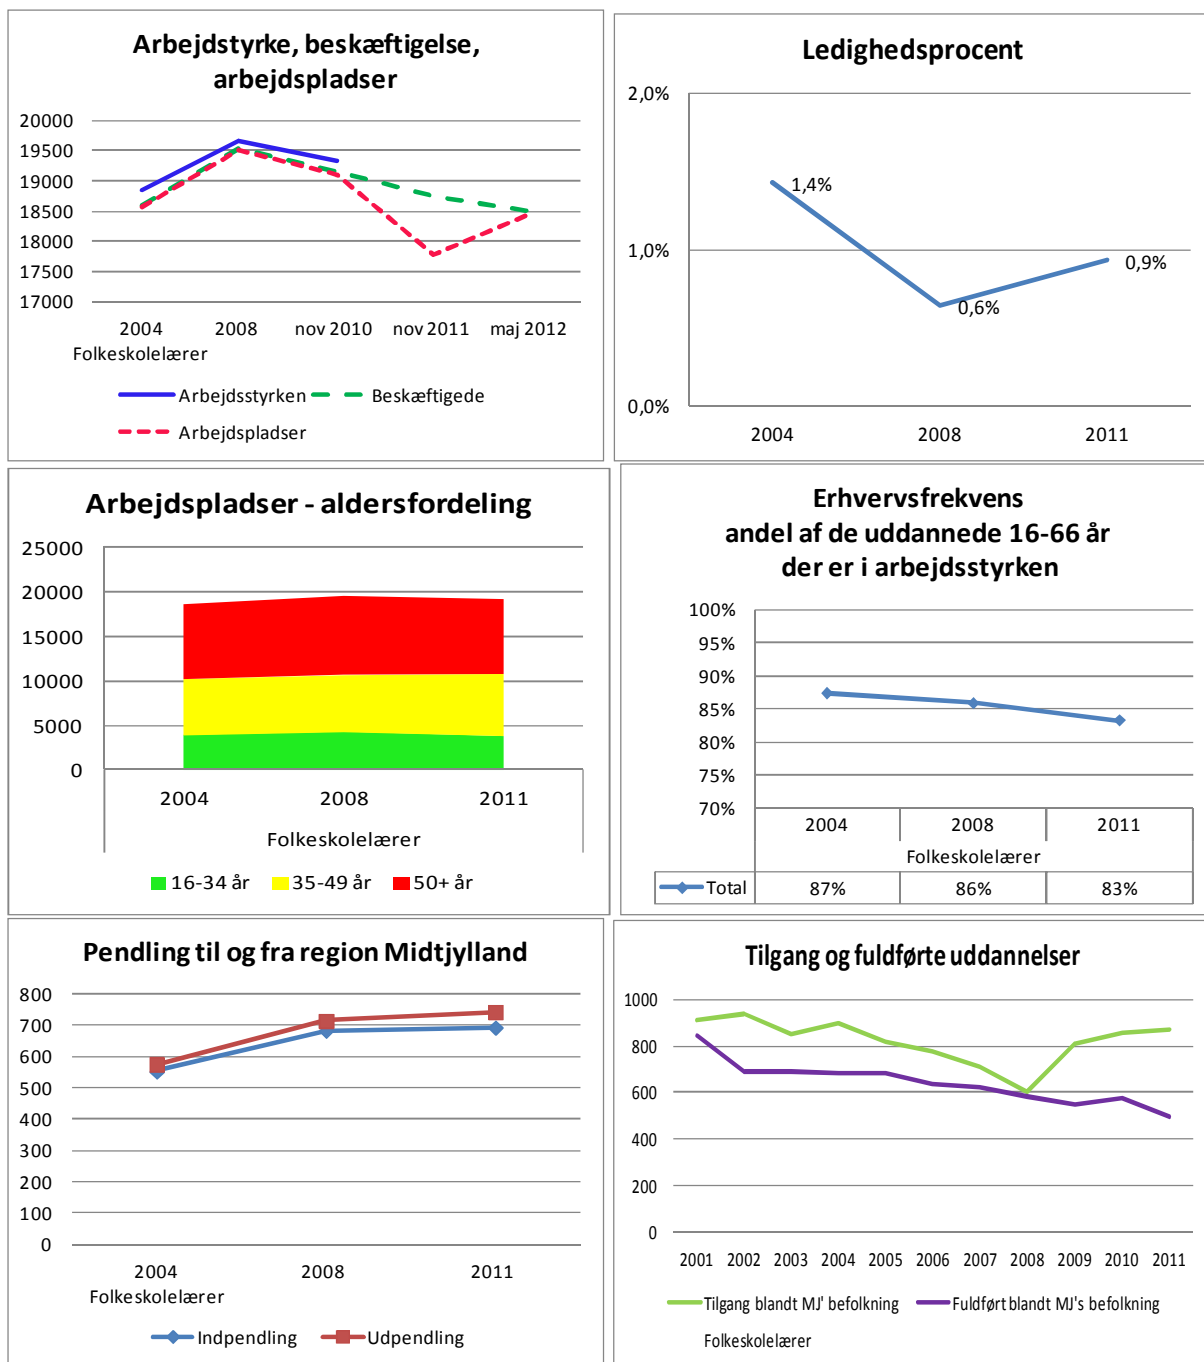 Arbejdstyrke, beskæftigelse,
arbejdspladser
20000
19500
19000
18500
18000
17500
17000
2004
2008
nov 2010
nov 2011
maj 2012
Folkeskolelærer
Arbejdsstyrken
Beskæftigede
Arbejdspladser
Ledighedsprocent
2,0%
1,0%
0,0%
1,4%
0,6%
0,9%
2004
2008
2011
Arbejdspladser - aldersfordeling
25000
20000
15000
10000
5000
0
2004
2008
2011
Folkeskolelærer
16-34 år
35-49 år
50+ år
Erhvervsfrekvens
andel af de uddannede 16-66 år
der er i arbejdsstyrken
100%
95%
90%
85%
80%
75%
70%
2004
2008
2011
Folkeskolelærer
Total
87%
86%
83%
Pendling til og fra region Midtjylland
800
700
600
500
400
300
200
100
0
2004
2008
2011
Folkeskolelærer
Indpendling
Udpendling
Tilgang og fuldførte uddannelser
1000
800
600
400
200
0
2001 2002 2003 2004 2005 2006 2007 2008 2009 2010 2011
Tilgang blandt MJ' befolkning
Fuldført blandt MJ's befolkning
Folkeskolelærer